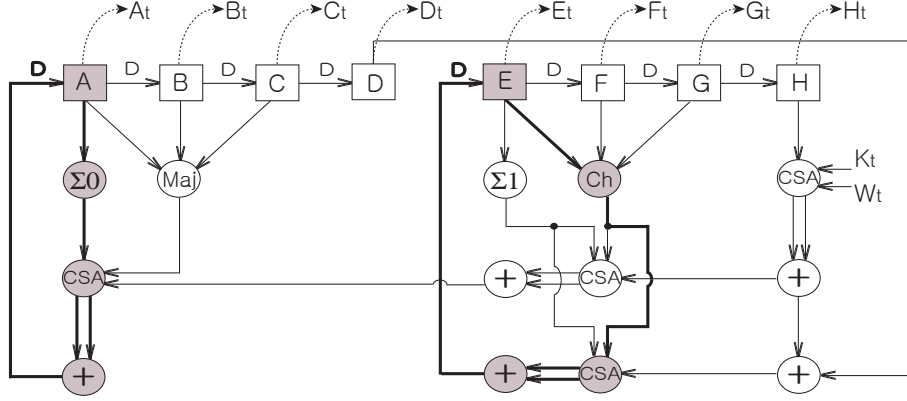 At Bt Ct Dt Et Ft Gt Ht
D A D B D C D D D E D F D G D H
Σ0 Maj Σ1 Ch CSA Kt
Wt
CSA + CSA +
+ + CSA +